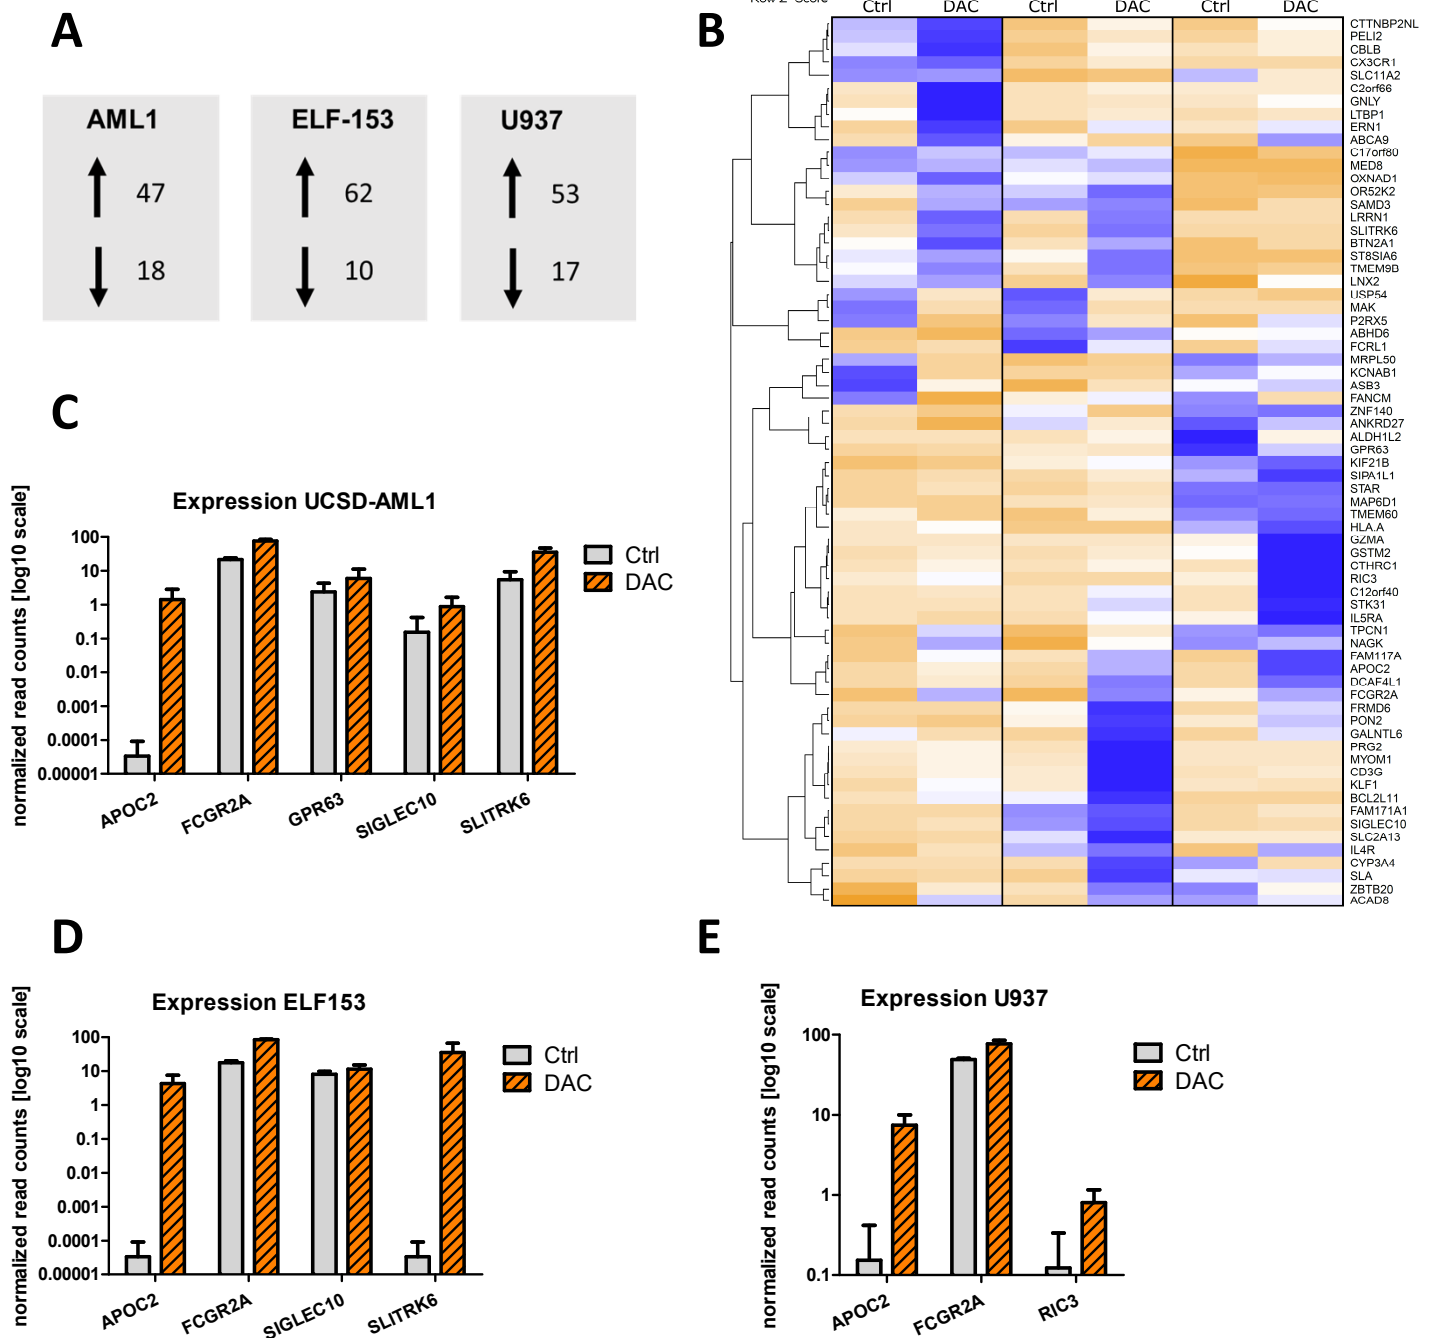 A
AML1
47
18
ELF-153
62
10
U937
53
17
B
Row Z-Score
Ctrl DAC Ctrl DAC Ctrl DAC
CTTNBP2NL
PELI2
CBLB
CX3CR1
SLC11A2
C2orf66
GNLY
LTBP1
ERN1
ABCA9
C17orf80
MED8
OXNAD1
OR52K2
SAMD3
LRRN1
SLITRK6
BTN2A1
ST8SIA6
TMEM9B
LNX2
USP54
MAK
P2RX5
ABHD6
FCRL1
MRPL50
KCNAB1
ASB3
FANCM
ZNF140
ANKRD27
ALDH1L2
GPR63
KIF21B
SIPA1L1
STAR
MAP6D1
TMEM60
HLA.A
GZMA
GSTM2
CTHRC1
RIC3
C12orf40
STK31
IL5RA
TPCN1
NAGK
FAM117A
APOC2
DCAF4L1
FCGR2A
FRMD6
PON2
GALNTL6
PRG2
MYOM1
CD3G
KLF1
BCL2L11
FAM171A1
SIGLEC10
SLC2A13
IL4R
CYP3A4
SLA
ZBTB20
ACAD8
C
Expression UCSD-AML1
normalized read counts [log10 scale]
100
10
1
0.1
0.01
0.001
0.0001
0.00001
APOC2
FCGR2A
GPR63
SIGLEC10
SLITRK6
Ctrl
DAC
D
Expression ELF153
normalized read counts [log10 scale]
100
10
1
0.1
0.01
0.001
0.0001
0.00001
APOC2
FCGR2A
SIGLEC10
SLITRK6
Ctrl
DAC
E
Expression U937
normalized read counts [log10 scale]
100
10
1
0.1
APOC2
FCGR2A
RIC3
Ctrl
DAC